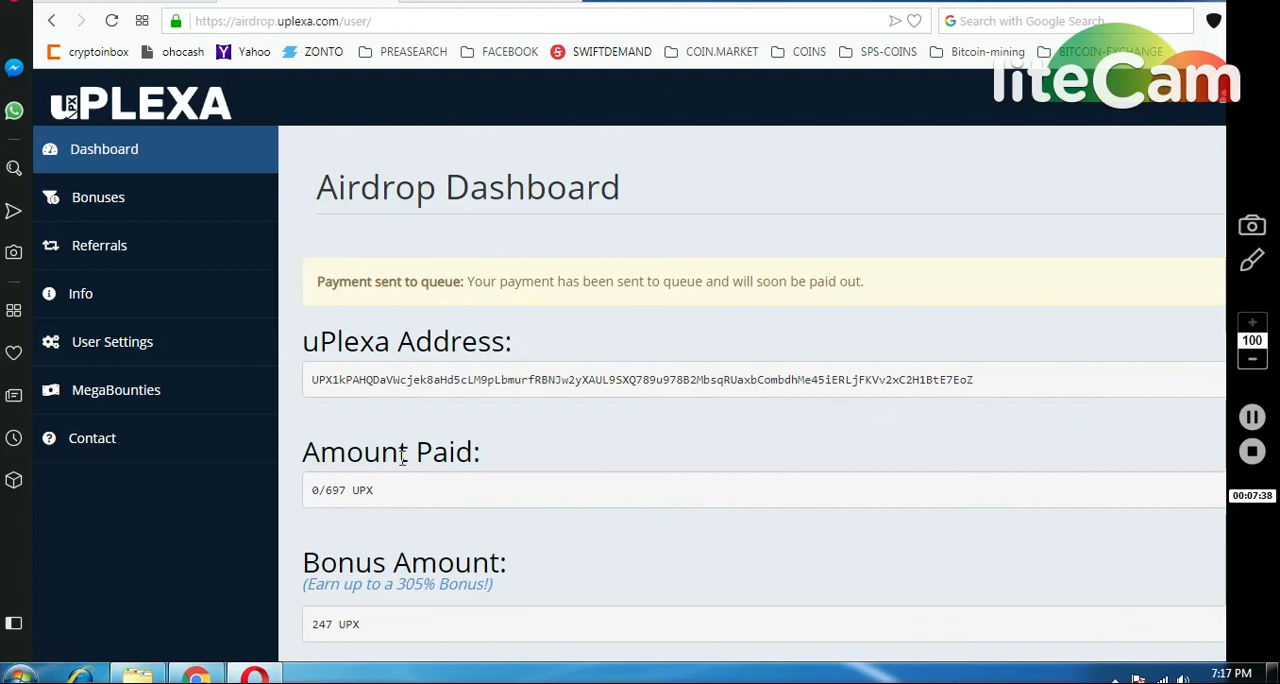 https://airdrop.uplexa.com/user/
Search with Google Search
cryptoinbox
ohocash
Yahoo
ZONTO
PREASEARCH
FACEBOOK
SWIFTDEMAND
COIN.MARKET
COINS
SPS-COINS
Bitcoin-mining
BITCOIN-EXCHANGE
liteCam
uPLEXA
Dashboard
Bonuses
Referrals
Info
User Settings
MegaBounties
Contact
Airdrop Dashboard
Payment sent to queue: Your payment has been sent to queue and will soon be paid out.
uPlexa Address:
UPX1kPAHQDaVWcjek8aHd5cLM9pLbmurfRBNJw2yXAUL9SXQ789u978B2MbsqRUaxbCombdhMe45iERLjFKVv2xC2H1BtE7EoZ
Amount Paid:
0/697 UPX
Bonus Amount:
(Earn up to a 305% Bonus!)
247 UPX
100
00:07:38
7:17 PM